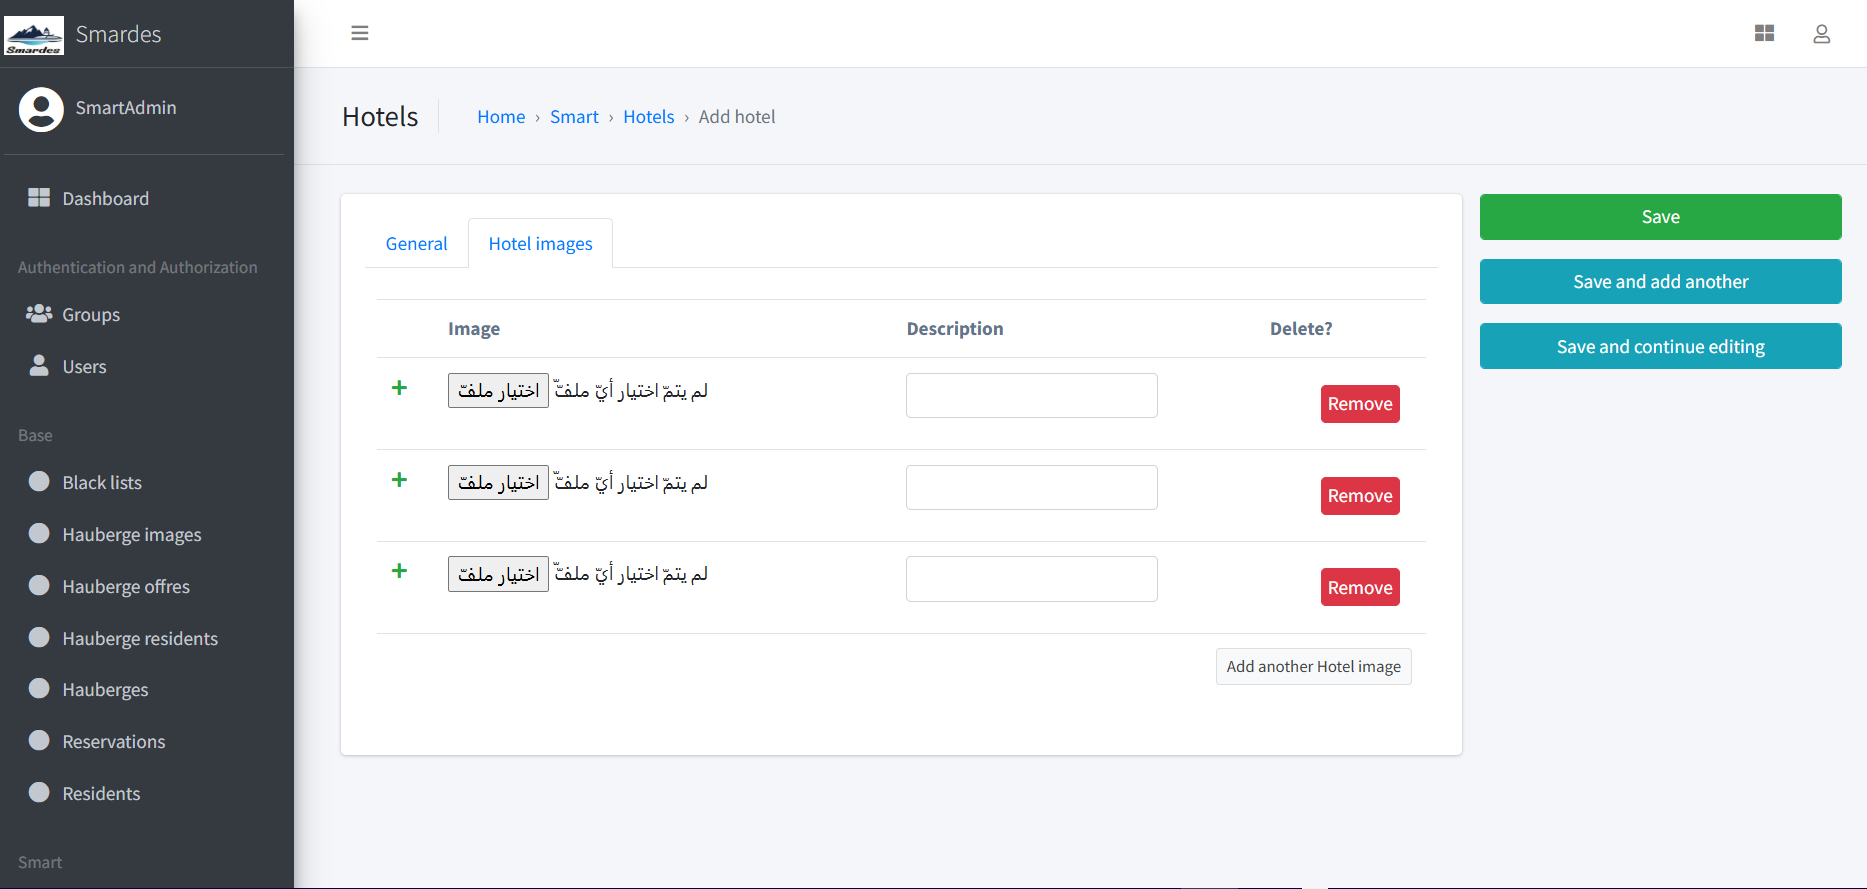 Smardes
Smardes
SmartAdmin
Dashboard
Authentication and Authorization
Groups
Users
Base
Black lists
Hauberge images
Hauberge offres
Hauberge residents
Hauberges
Reservations
Residents
Smart
Hotels
Home › Smart › Hotels › Add hotel
General
Hotel images
Image Description Delete?
اختيار ملفّ لم يتمّ اختيار أيّ ملفّّ
Remove
اختيار ملفّ لم يتمّ اختيار أيّ ملفّّ
Remove
اختيار ملفّ لم يتمّ اختيار أيّ ملفّّ
Remove
Add another Hotel image
Save
Save and add another
Save and continue editing